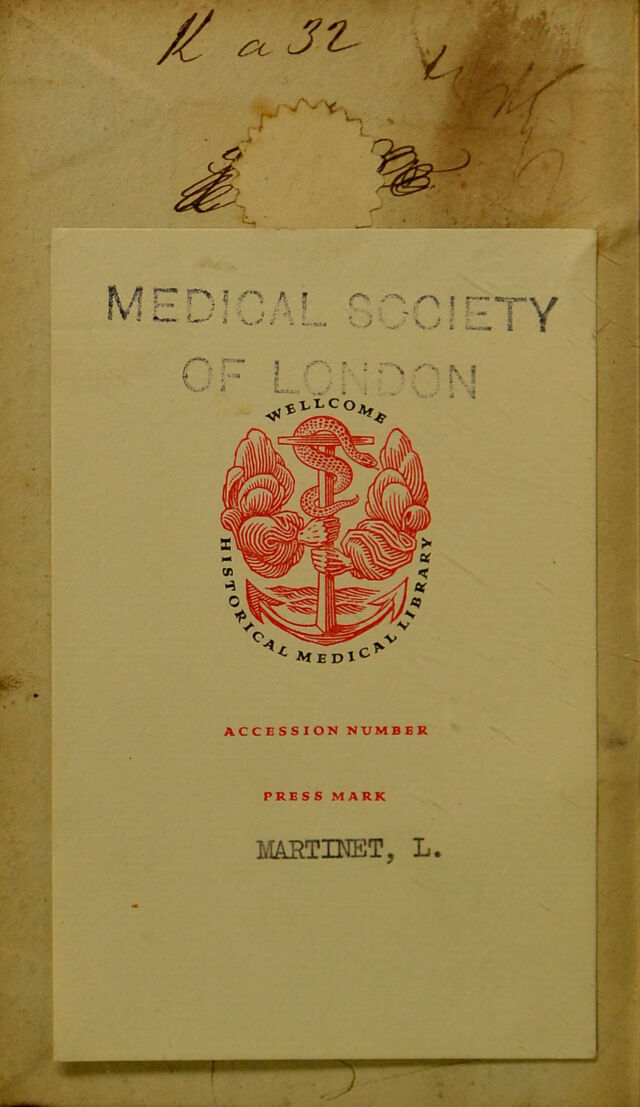 K a 32
MEDICAL SOCIETY
OF LONDON
WELLCOME
HISTORICAL MEDICAL LIBRARY
ACCESSION NUMBER
PRESS MARK
MARTINET, L.